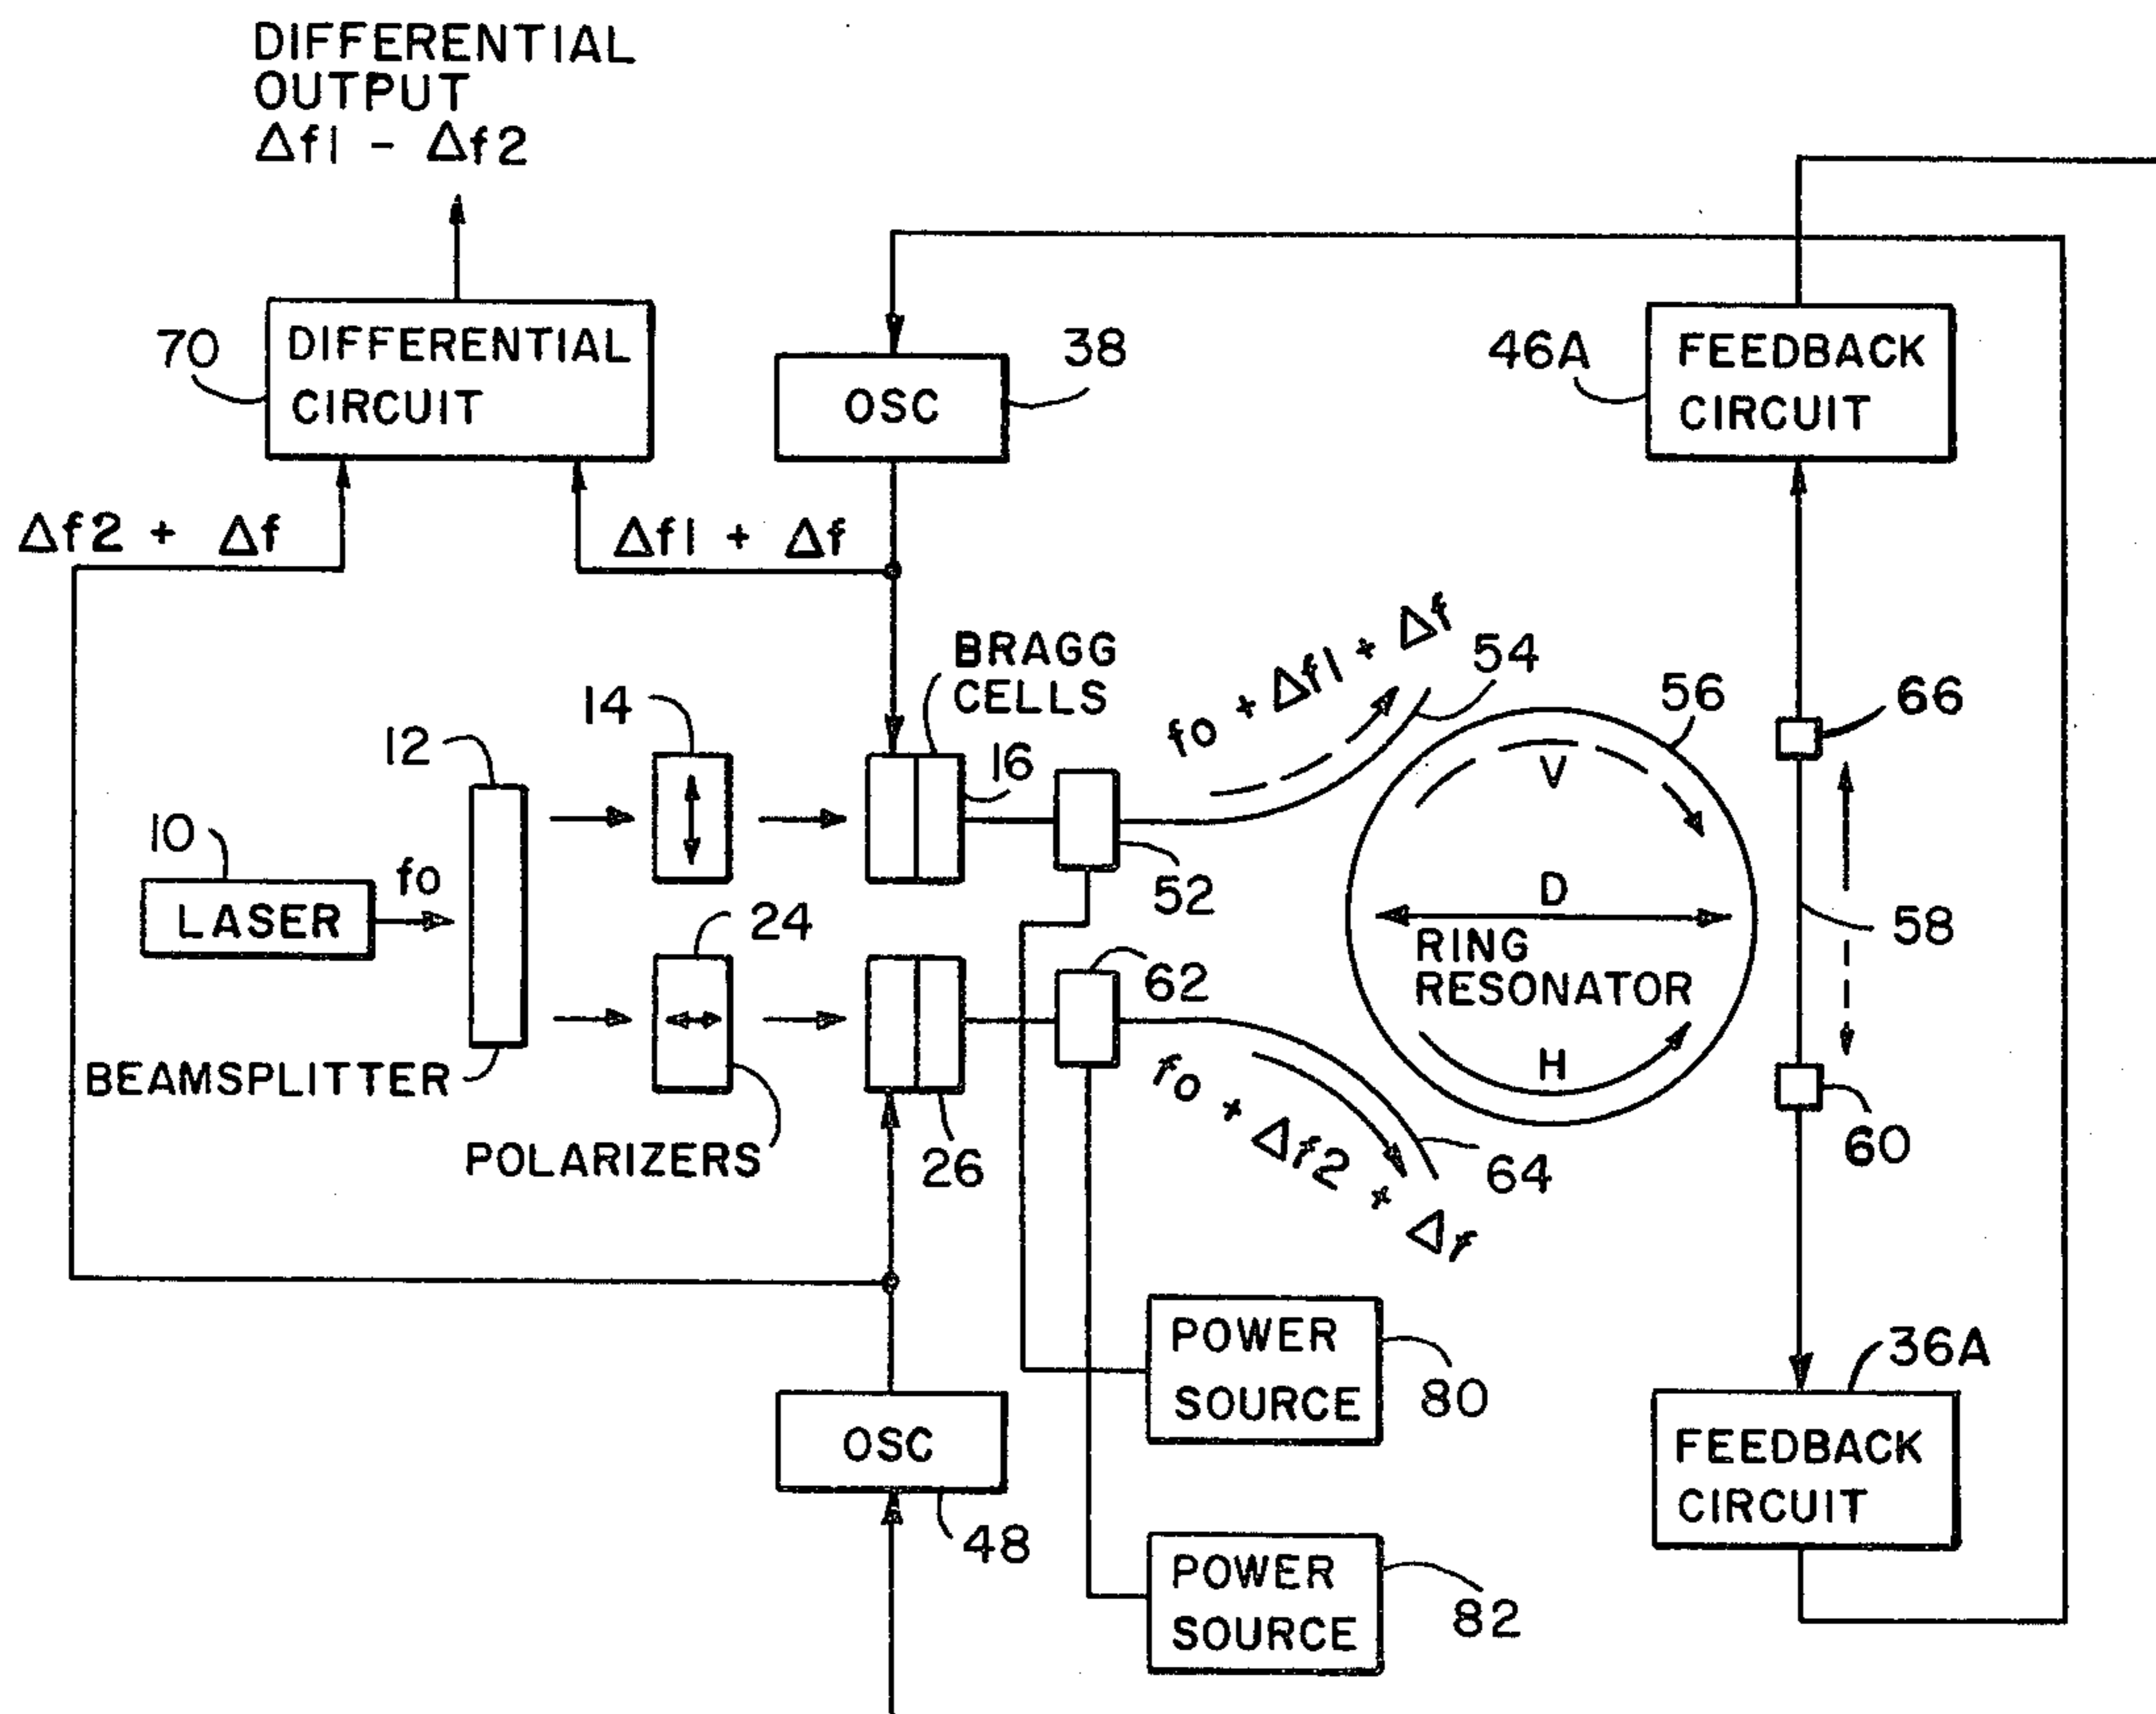 DIFFERENTIAL
OUTPUT
Δf1 - Δf2
70
DIFFERENTIAL
CIRCUIT
38
OSC
46A
FEEDBACK
CIRCUIT
Δf2 + Δf
Δf1 + Δf
BRAGG
CELLS
fo + Δf1 + Δf
54
56
66
14
12
16
V
10
fo
LASER
52
D
24
58
RING
RESONATOR
62
H
BEAMSPLITTER
fo + Δf2 + Δf
60
POLARIZERS
26
64
POWER
SOURCE
80
36A
OSC
FEEDBACK
CIRCUIT
48
POWER
SOURCE
82